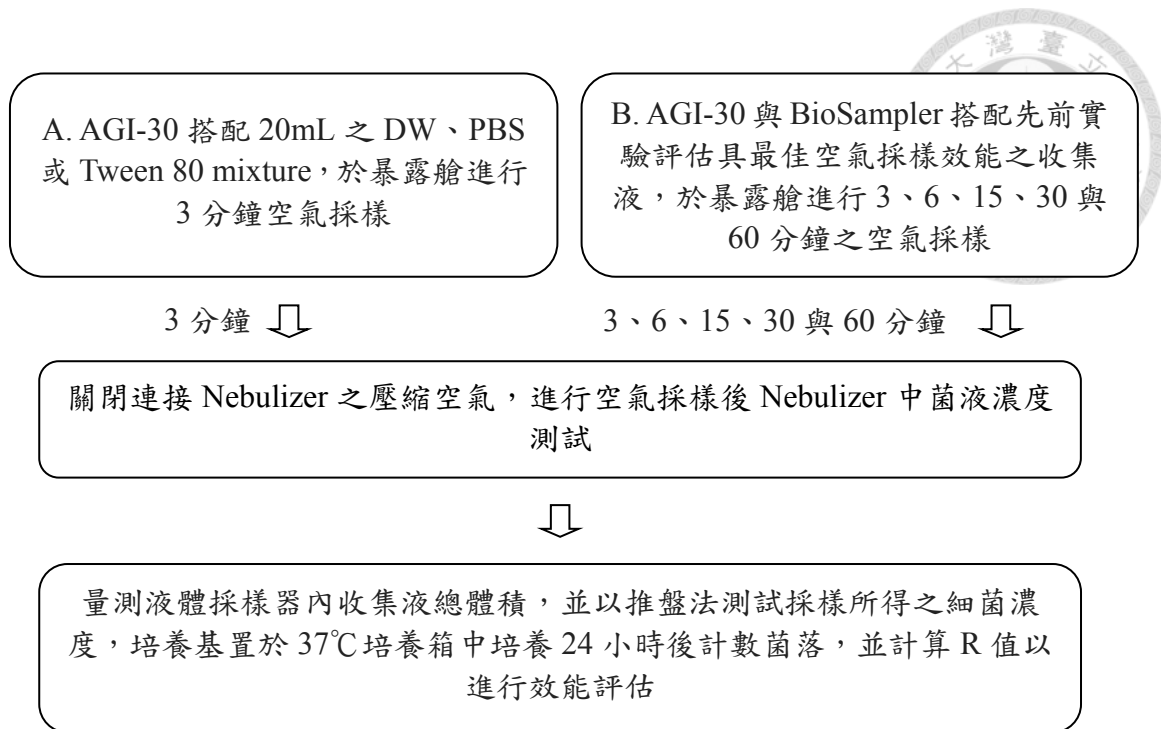 大灣臺立
A. AGI-30 搭配 20mL 之 DW、PBS
或 Tween 80 mixture，於暴露艙進行
3 分鐘空氣採樣
B. AGI-30 與 BioSampler 搭配先前實
驗評估具最佳空氣採樣效能之收集
液，於暴露艙進行 3、6、15、30 與
60 分鐘之空氣採樣
3 分鐘
3、6、15、30 與 60 分鐘
關閉連接 Nebulizer 之壓縮空氣，進行空氣採樣後 Nebulizer 中菌液濃度
測試
量測液體採樣器內收集液總體積，並以推盤法測試採樣所得之細菌濃
度，培養基置於 37℃培養箱中培養 24 小時後計數菌落，並計算 R 值以
進行效能評估